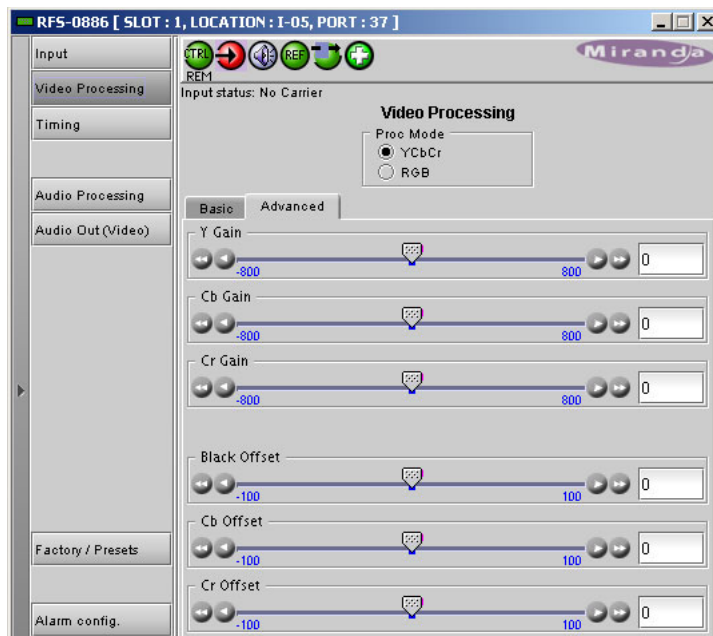 RFS-0886 [ SLOT : 1, LOCATION : I-05, PORT : 37 ]
Input
Video Processing
Timing
Audio Processing
Audio Out (Video)
Factory / Presets
Alarm config.
CTRL
REF
REM
Miranda
Input status: No Carrier
Video Processing
Proc Mode
YCbCr
RGB
Basic
Advanced
Y Gain
-800
800
0
Cb Gain
-800
800
0
Cr Gain
-800
800
0
Black Offset
-100
100
0
Cb Offset
-100
100
0
Cr Offset
-100
100
0